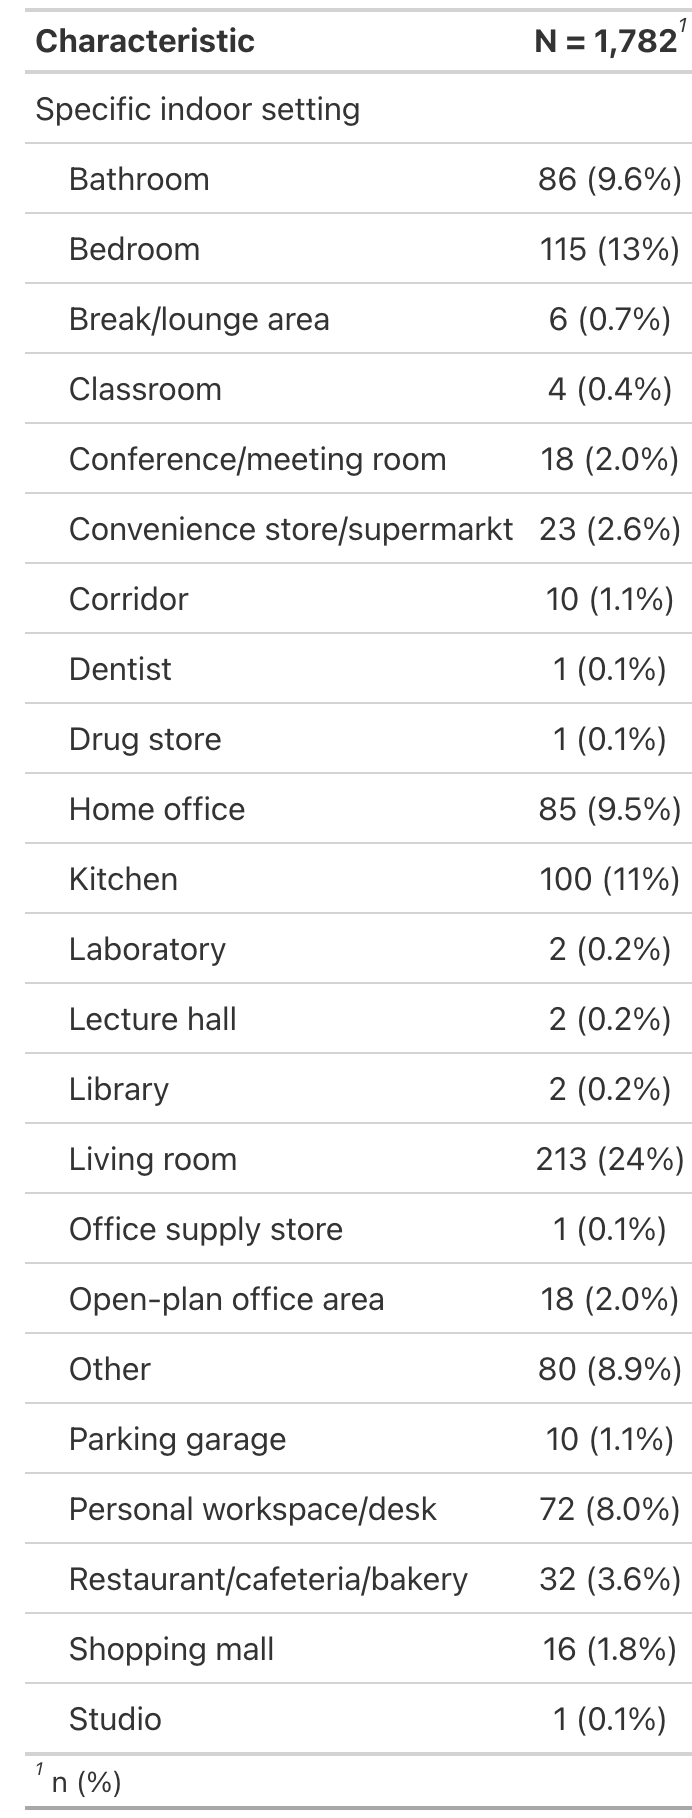 Characteristic N = 1,782¹
Specific indoor setting
Bathroom 86 (9.6%)
Bedroom 115 (13%)
Break/lounge area 6 (0.7%)
Classroom 4 (0.4%)
Conference/meeting room 18 (2.0%)
Convenience store/supermarkt 23 (2.6%)
Corridor 10 (1.1%)
Dentist 1 (0.1%)
Drug store 1 (0.1%)
Home office 85 (9.5%)
Kitchen 100 (11%)
Laboratory 2 (0.2%)
Lecture hall 2 (0.2%)
Library 2 (0.2%)
Living room 213 (24%)
Office supply store 1 (0.1%)
Open-plan office area 18 (2.0%)
Other 80 (8.9%)
Parking garage 10 (1.1%)
Personal workspace/desk 72 (8.0%)
Restaurant/cafeteria/bakery 32 (3.6%)
Shopping mall 16 (1.8%)
Studio 1 (0.1%)
¹ n (%)